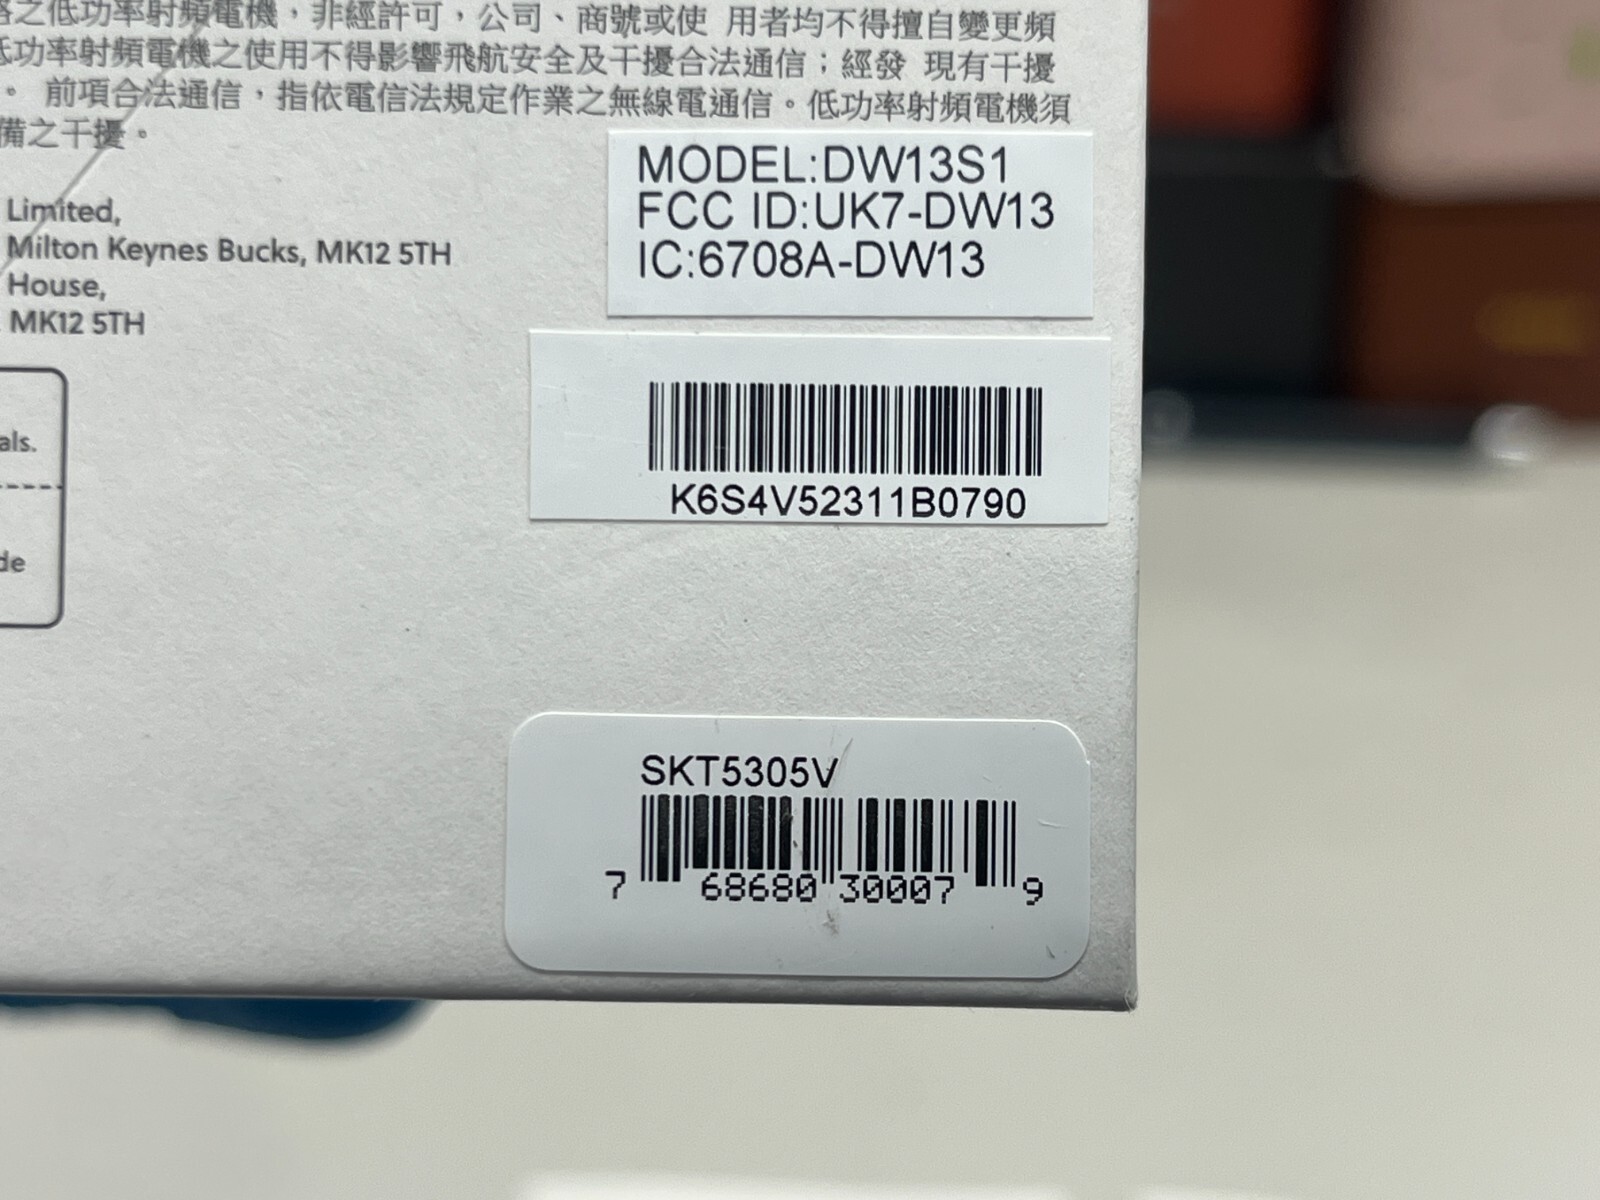 之低功率射頻電機，非經許可，公司、商號或使 用者均不得擅自變更頻
低功率射頻電機之使用不得影響飛航安全及干擾合法通信；經發 現有干擾
。 前項合法通信，指依電信法規定作業之無線電通信。低功率射頻電機須
備之干擾。
Limited,
Milton Keynes Bucks, MK12 5TH
House,
MK12 5TH
als.
de
MODEL:DW13S1
FCC ID:UK7-DW13
IC:6708A-DW13
K6S4V52311B0790
SKT5305V
7 68680 30007 9